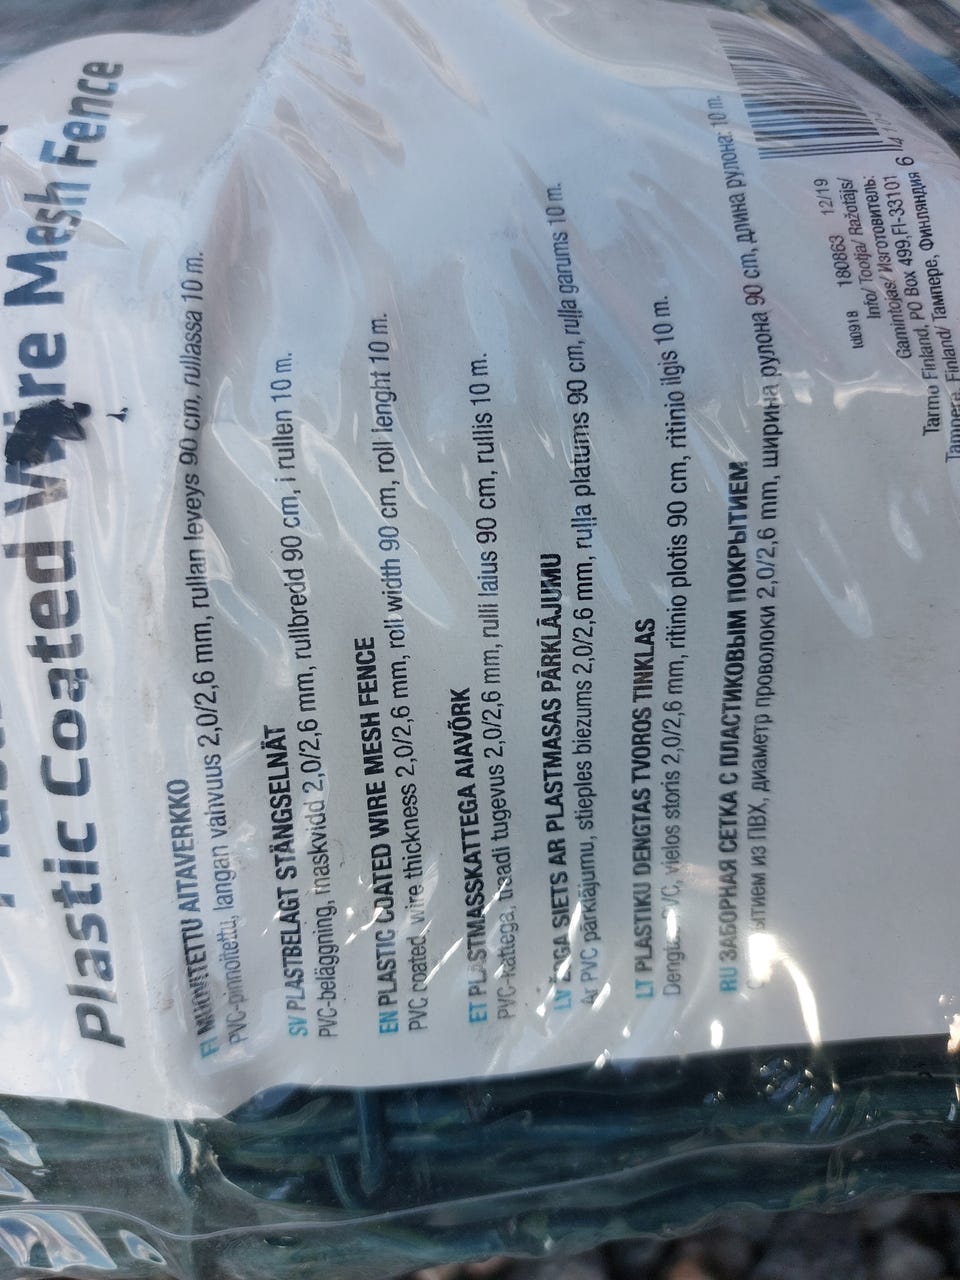 Plastic Coated Wire Mesh Fence
FI MUOVITETTU AITAVERKKO
PVC-pinnoitettu, langan vahvuus 2,0/2,6 mm, rullan leveys 90 cm, rullassa 10 m.
SV PLASTBELAGT STÄNGSELNÄT
PVC-beläggning, maskvidd 2,0/2,6 mm, rullbredd 90 cm, i rullen 10 m.
EN PLASTIC COATED WIRE MESH FENCE
PVC coated, wire thickness 2,0/2,6 mm, roll width 90 cm, roll lenght 10 m.
ET PLASTMASSKATTEGA AIAVÕRK
PVC-kattega, traadi tugevus 2,0/2,6 mm, rulli laius 90 cm, rullis 10 m.
LV SIETS AR PLASTMASAS PĀRKLĀJUMU
Ar PVC pārklājumu, stieples biezums 2,0/2,6 mm, ruļļa platums 90 cm, ruļļa garums 10 m.
LT PLASTIKU DENGTAS TVOROS TINKLAS
PVC, vielos storis 2,0/2,6 mm, ritinio plotis 90 cm, ritinio ilgis 10 m.
RU ЗАБОРНАЯ СЕТКА С ПЛАСТИКОВЫМ ПОКРЫТИЕМ
из ПВХ, диаметр проволоки 2,0/2,6 mm, ширина рулона 90 cm, длина рулона: 10 m.
td0918 180863 12/19
Info/ Tootja/ Ražotājs/
Gamintojas/ Изготовитель:
Tarmo Finland, PO Box 499,FI-33101
Tampere, Finland/ Тампере, Финляндия